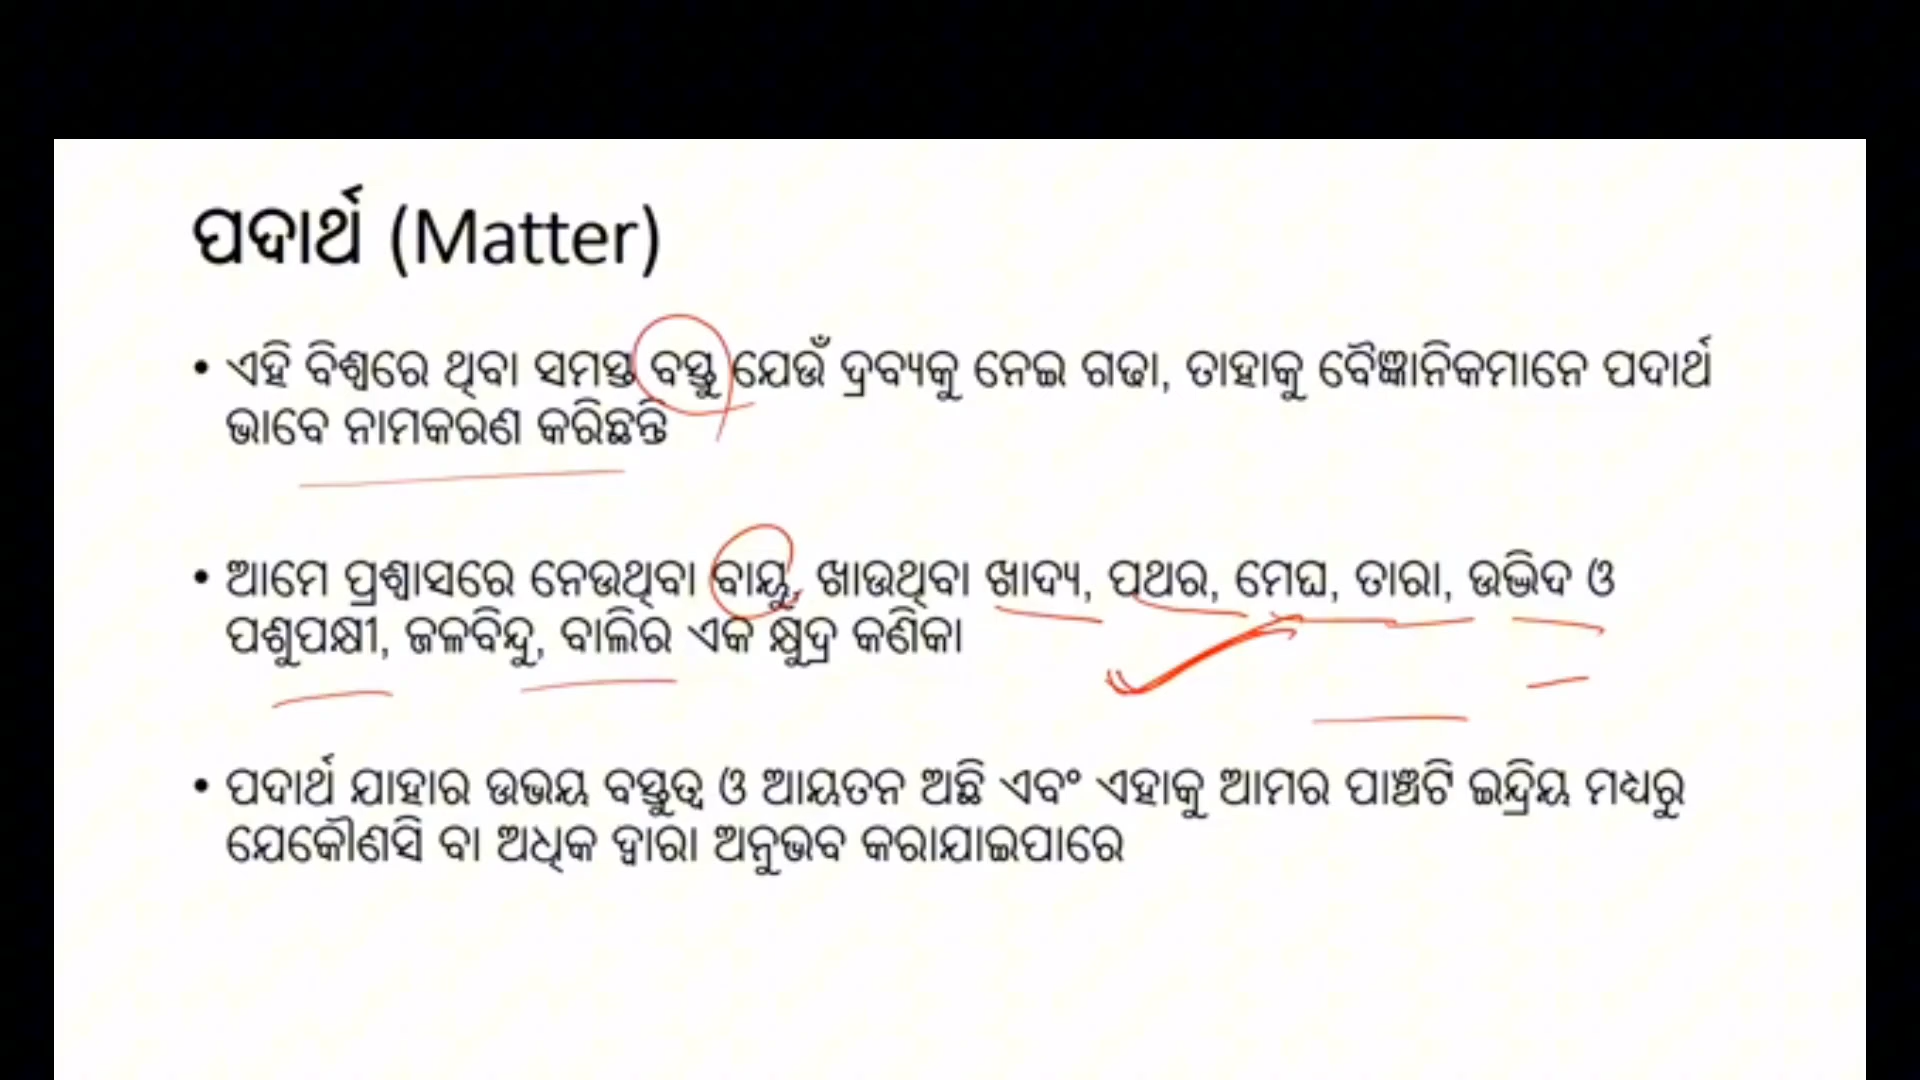 ପଦାର୍ଥ (Matter)
• ଏହି ବିଶ୍ୱରେ ଥିବା ସମସ୍ତ ବସ୍ତୁ ଯେଉଁ ଦ୍ରବ୍ୟକୁ ନେଇ ଗଢା, ତାହାକୁ ବୈଜ୍ଞାନିକମାନେ ପଦାର୍ଥ
ଭାବେ ନାମକରଣ କରିଛନ୍ତି
• ଆମେ ପ୍ରଶ୍ୱାସରେ ନେଉଥିବା ବାୟୁ, ଖାଉଥିବା ଖାଦ୍ୟ, ପଥର, ମେଘ, ତାରା, ଉଦ୍ଭିଦ ଓ
ପଶୁପକ୍ଷୀ, ଜଳବିନ୍ଦୁ, ବାଲିର ଏକ କ୍ଷୁଦ୍ର କଣିକା
• ପଦାର୍ଥ ଯାହାର ଉଭୟ ବସ୍ତୁତ୍ୱ ଓ ଆୟତନ ଅଛି ଏବଂ ଏହାକୁ ଆମର ପାଞ୍ଚଟି ଇନ୍ଦ୍ରିୟ ମଧ୍ୟରୁ
ଯେକୌଣସି ବା ଅଧିକ ଦ୍ୱାରା ଅନୁଭବ କରାଯାଇପାରେ